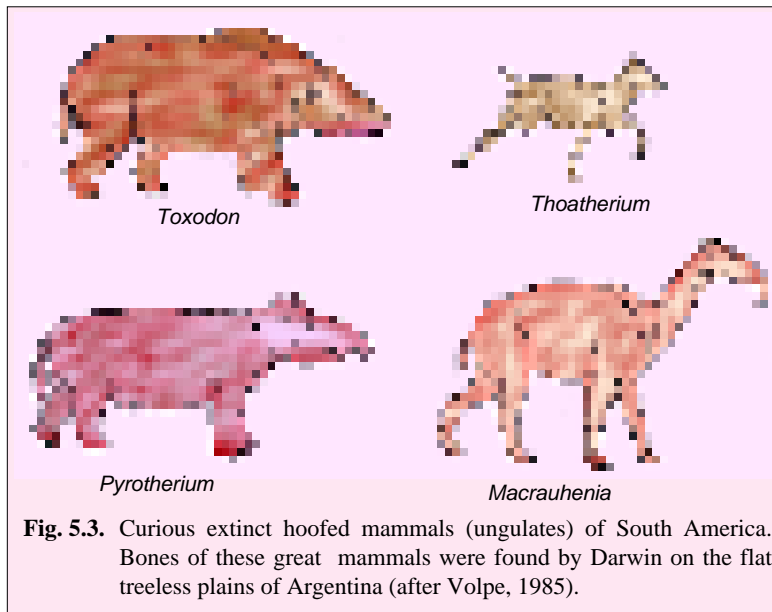 Toxodon
Thoatherium
Pyrotherium
Macrauhenia
Fig. 5.3. Curious extinct hoofed mammals (ungulates) of South America.
Bones of these great mammals were found by Darwin on the flat
treeless plains of Argentina (after Volpe, 1985).